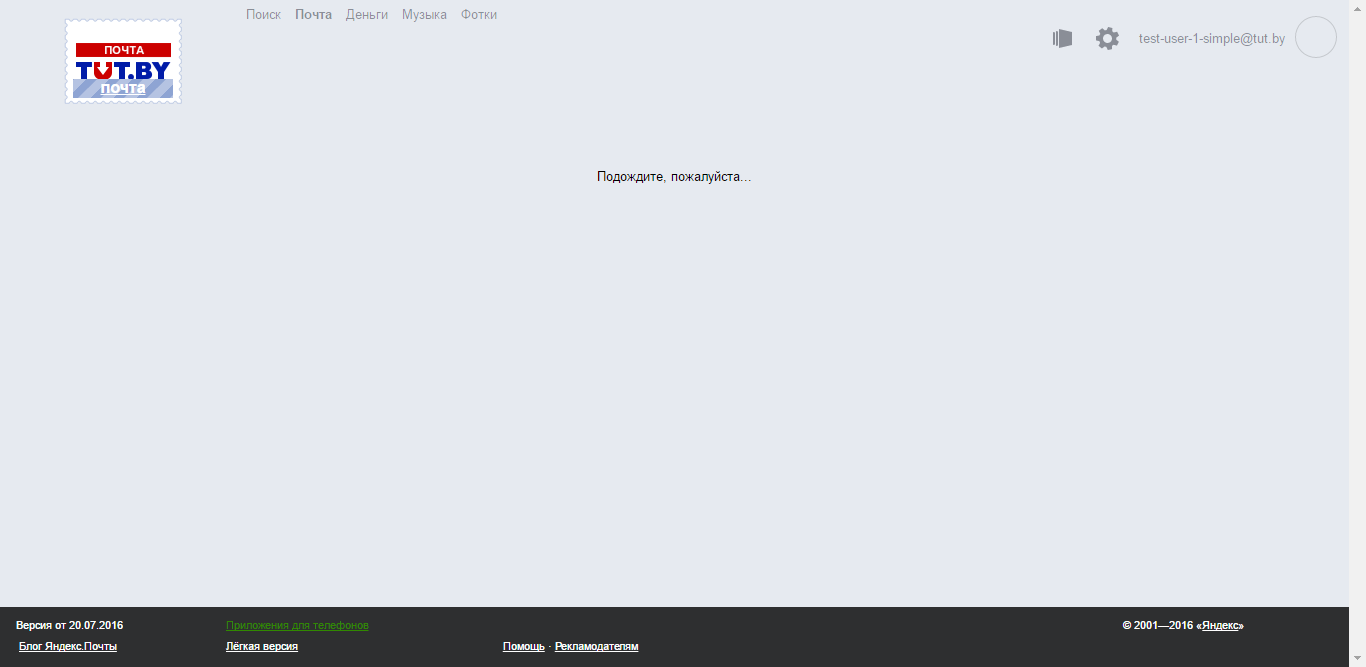 Поиск Почта Деньги Музыка Фотки
test-user-1-simple@tut.by
ПОЧТА
TUT.BY
почта
Подождите, пожалуйста...
Версия от 20.07.2016 Приложения для телефонов © 2001—2016 «Яндекс»
Блог Яндекс.Почты Лёгкая версия Помощь · Рекламодателям